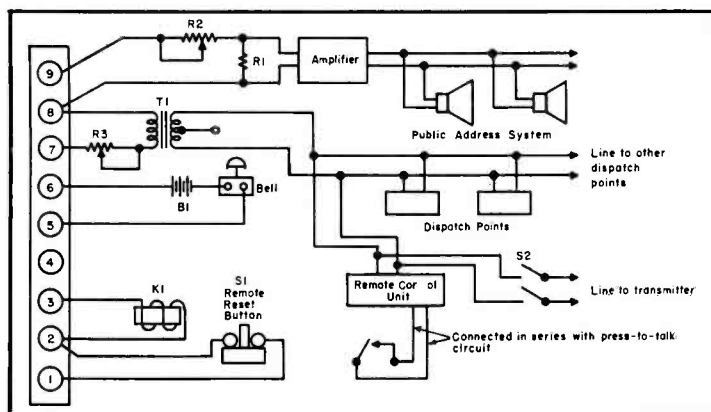 R2
9
R1
Amplifier
8
T1
Public Address System
R3
7
Line to other
dispatch
points
6
Bell
B1
5
Dispatch Points
4
S2
3
K1
S1
Remote
Reset
Button
Remote
Unit
Line to transmitter
2
Connected in series with press-to-talk
circuit
1